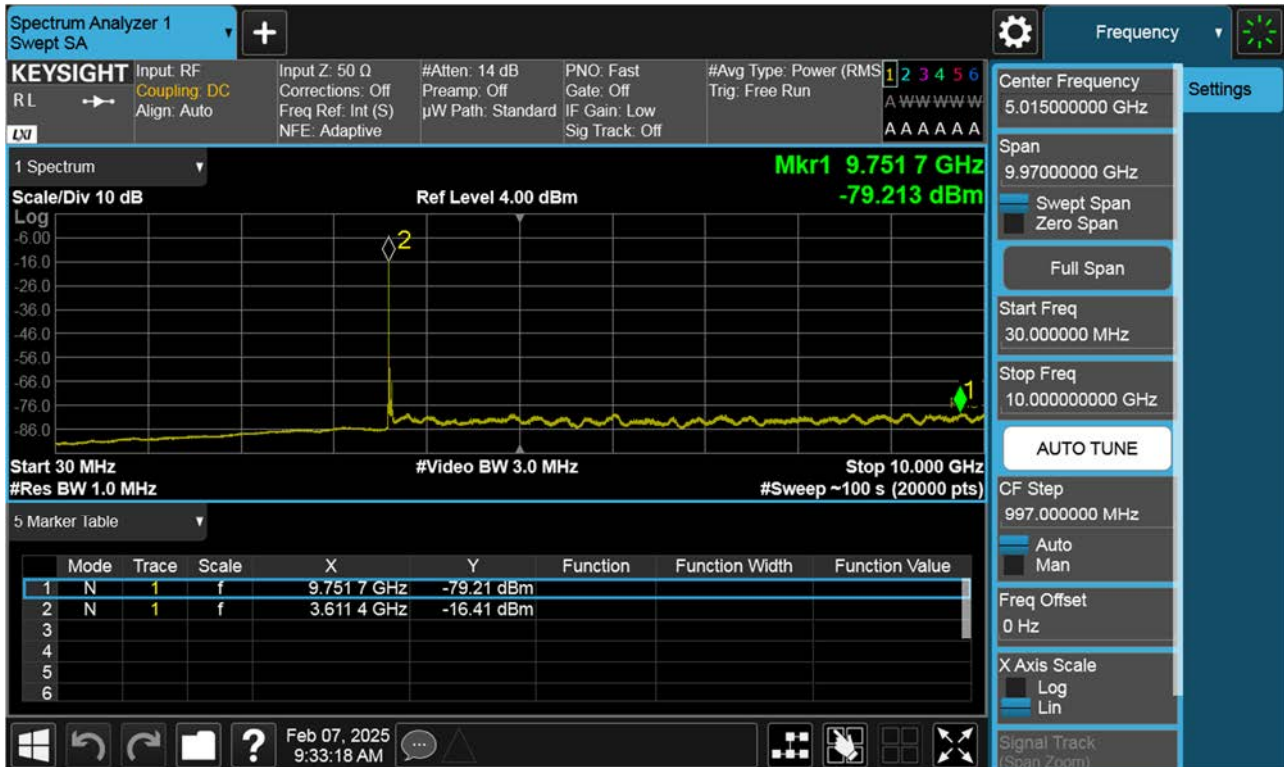 Spectrum Analyzer 1
Swept SA
+
Frequency
KEYSIGHT
RL
LXI
Input: RF
Coupling: DC
Align: Auto
Input Z: 50 Ω
Corrections: Off
Freq Ref: Int (S)
NFE: Adaptive
#Atten: 14 dB
Preamp: Off
µW Path: Standard
PNO: Fast
Gate: Off
IF Gain: Low
Sig Track: Off
#Avg Type: Power (RMS
Trig: Free Run
1 2 3 4 5 6
A W W W W W
A A A A A A
1 Spectrum
Mkr1 9.751 7 GHz
-79.213 dBm
Scale/Div 10 dB
Ref Level 4.00 dBm
Log
-6.00
-16.0
-26.0
-36.0
-46.0
-56.0
-66.0
-76.0
-86.0
2
1
Start 30 MHz
#Video BW 3.0 MHz
Stop 10.000 GHz
#Res BW 1.0 MHz
#Sweep ~100 s (20000 pts)
5 Marker Table
Mode Trace Scale X Y Function Function Width Function Value
1 N 1 f 9.751 7 GHz -79.21 dBm
2 N 1 f 3.611 4 GHz -16.41 dBm
3
4
5
6
?
Feb 07, 2025
9:33:18 AM
Center Frequency
5.015000000 GHz
Settings
Span
9.97000000 GHz
Swept Span
Zero Span
Full Span
Start Freq
30.000000 MHz
Stop Freq
10.000000000 GHz
AUTO TUNE
CF Step
997.000000 MHz
Auto
Man
Freq Offset
0 Hz
X Axis Scale
Log
Lin
Signal Track
(Span Zoom)